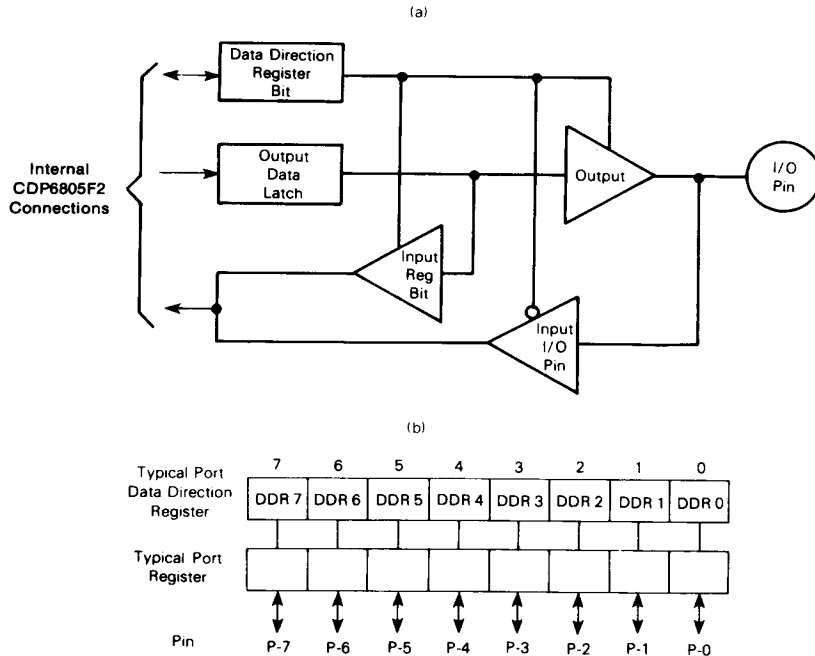 (a)
Data Direction
Register
Bit
Internal
CDP6805F2
Connections
Output
Data
Latch
Output
I/O
Pin
Input
Reg
Bit
Input
I/O
Pin
(b)
7 6 5 4 3 2 1 0
Typical Port
Data Direction
Register
DDR 7 DDR 6 DDR 5 DDR 4 DDR 3 DDR 2 DDR 1 DDR 0
Typical Port
Register
Pin P-7 P-6 P-5 P-4 P-3 P-2 P-1 P-0